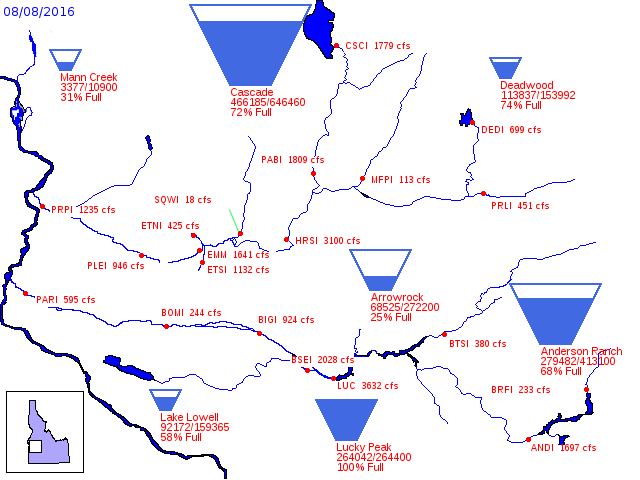 08/08/2016
CSCI 1779 cfs
Mann Creek
3377/10900
31% Full
Cascade
466185/646460
72% Full
Deadwood
113837/153992
74% Full
DEDI 699 cfs
PABI 1809 cfs
MFPI 113 cfs
SQWI 18 cfs
PRPI 1235 cfs
PRLI 451 cfs
ETNI 425 cfs
HRSI 3100 cfs
EMM 1641 cfs
PLEI 946 cfs
ETSI 1132 cfs
PARI 595 cfs
Arrowrock
68525/272200
25% Full
BOMI 244 cfs
BIGI 924 cfs
BTSI 380 cfs
Anderson Ranch
279482/413100
68% Full
BSEI 2028 cfs
LUC 3632 cfs
BRFI 233 cfs
Lake Lowell
92172/159365
58% Full
Lucky Peak
264042/264400
100% Full
ANDI 1697 cfs